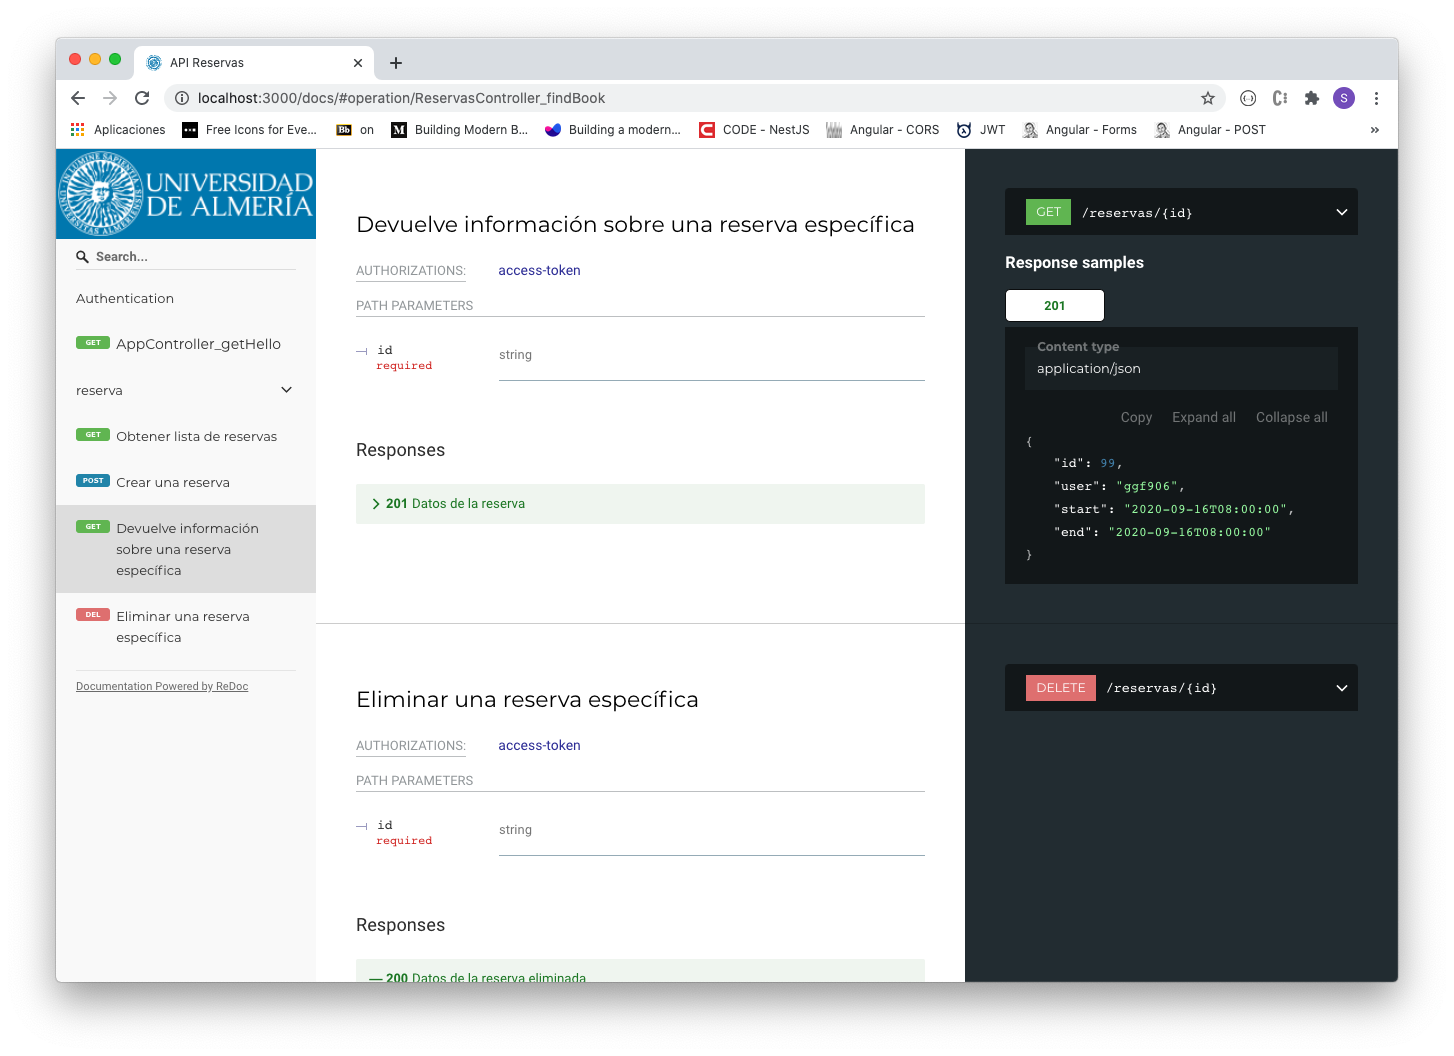 API Reservas
localhost:3000/docs/#operation/ReservasController_findBook
S
Aplicaciones
Free Icons for Eve...
Bb on
M Building Modern B...
Building a modern...
CODE - NestJS
Angular - CORS
JWT
Angular - Forms
Angular - POST
»
UNIVERSIDAD
DE ALMERÍA
Search...
Authentication
GET AppController_getHello
reserva
GET Obtener lista de reservas
POST Crear una reserva
GET Devuelve información
sobre una reserva
específica
DEL Eliminar una reserva
específica
Documentation Powered by ReDoc
Devuelve información sobre una reserva específica
AUTHORIZATIONS: access-token
PATH PARAMETERS
id string
required
Responses
201 Datos de la reserva
GET /reservas/{id}
Response samples
201
Content type
application/json
Copy Expand all Collapse all
{
"id": 99,
"user": "ggf906",
"start": "2020-09-16T08:00:00",
"end": "2020-09-16T08:00:00"
}
Eliminar una reserva específica
AUTHORIZATIONS: access-token
PATH PARAMETERS
id string
required
Responses
— 200 Datos de la reserva eliminada
DELETE /reservas/{id}